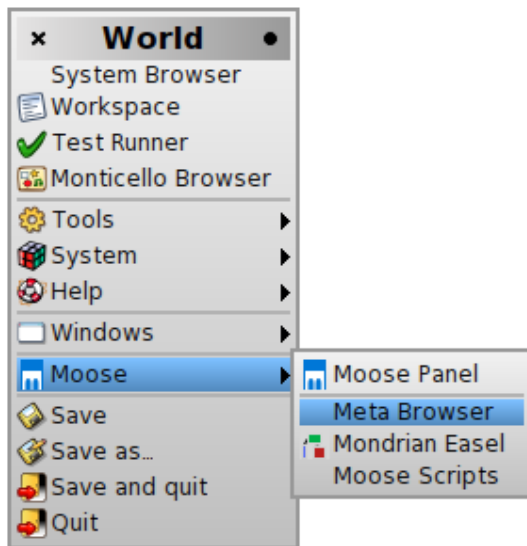 World
System Browser
Workspace
Test Runner
Monticello Browser
Tools
System
Help
Windows
Moose
Save
Save as...
Save and quit
Quit
Moose Panel
Meta Browser
Mondrian Easel
Moose Scripts